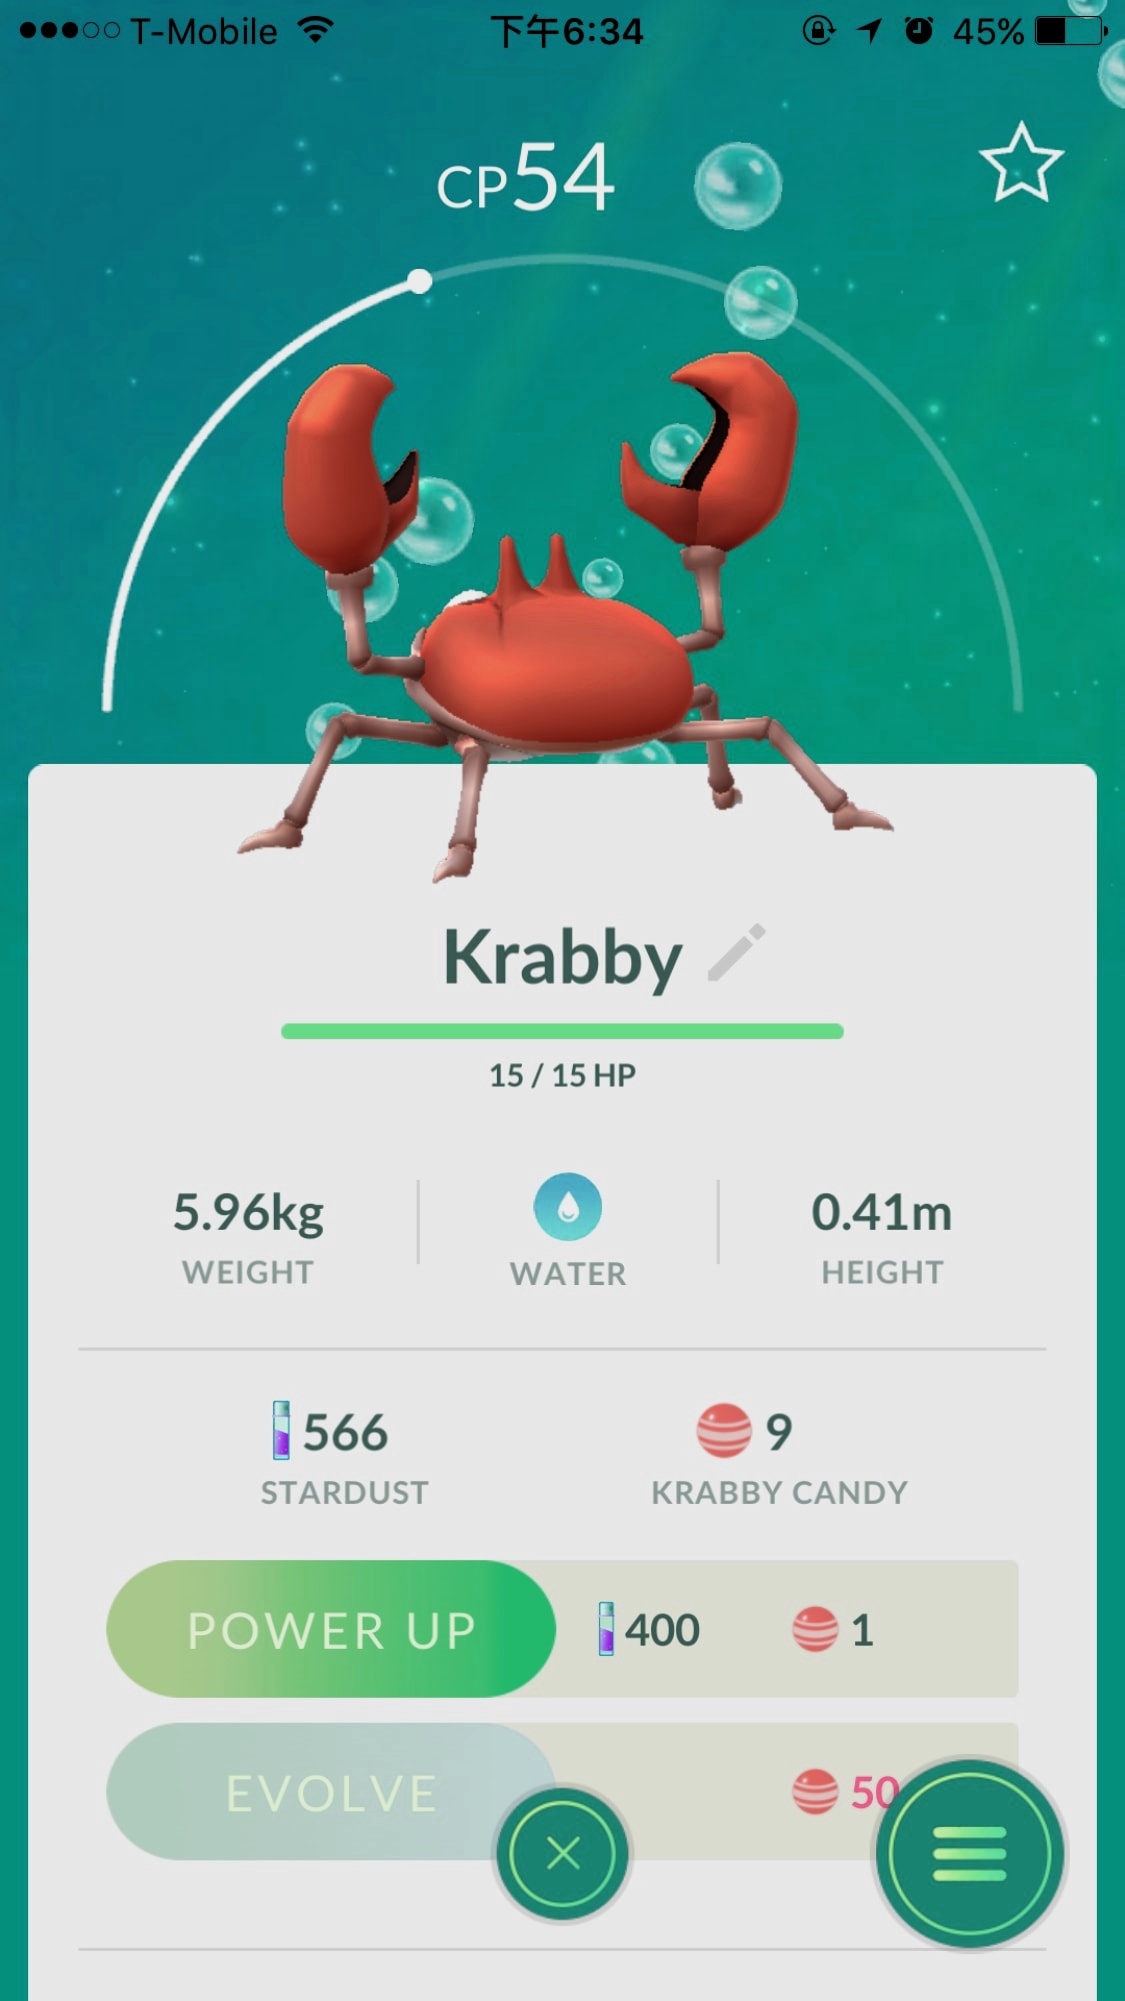 T-Mobile 下午6:34 45%
CP54
Krabby
15 / 15 HP
5.96kg WATER 0.41m
WEIGHT HEIGHT
566 9
STARDUST KRABBY CANDY
POWER UP 400 1
EVOLVE 50